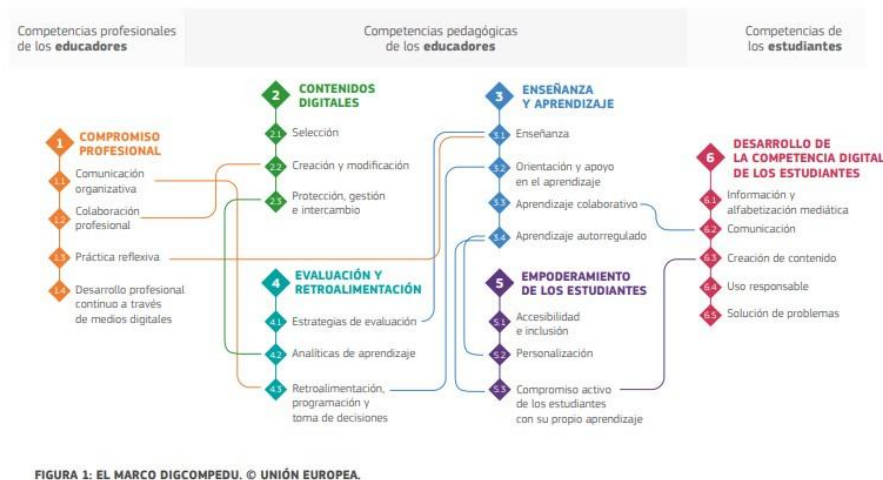 Competencias profesionales
de los educadores
Competencias pedagógicas
de los educadores
Competencias de
los estudiantes
1
COMPROMISO
PROFESIONAL
1.1
Comunicación
organizativa
1.2
Colaboración
profesional
1.3
Práctica reflexiva
1.4
Desarrollo profesional
continuo a través
de medios digitales
2
CONTENIDOS
DIGITALES
2.1
Selección
2.2
Creación y modificación
2.3
Protección, gestión
e intercambio
3
ENSEÑANZA
Y APRENDIZAJE
3.1
Enseñanza
3.2
Orientación y apoyo
en el aprendizaje
3.3
Aprendizaje colaborativo
3.4
Aprendizaje autorregulado
4
EVALUACIÓN Y
RETROALIMENTACIÓN
4.1
Estrategias de evaluación
4.2
Analíticas de aprendizaje
4.3
Retroalimentación,
programación y
toma de decisiones
5
EMPODERAMIENTO
DE LOS ESTUDIANTES
5.1
Accesibilidad
e inclusión
5.2
Personalización
5.3
Compromiso activo
de los estudiantes
con su propio aprendizaje
6
DESARROLLO DE
LA COMPETENCIA DIGITAL
DE LOS ESTUDIANTES
6.1
Información y
alfabetización mediática
6.2
Comunicación
6.3
Creación de contenido
6.4
Uso responsable
6.5
Solución de problemas
FIGURA 1: EL MARCO DIGCOMPEDU. © UNIÓN EUROPEA.